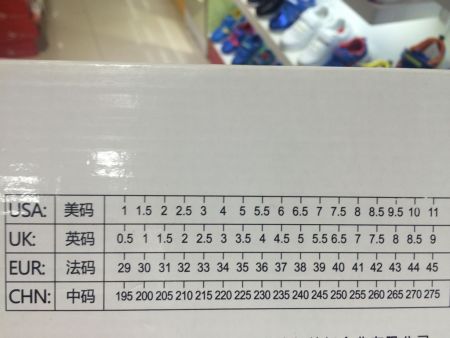 USA: 美码 1 1.5 2 2.5 3 4 5 5.5 6 6.5 7 7.5 8 8.5 9.5 10 11
UK: 英码 0.5 1 1.5 2 2.5 3 3.5 4 4.5 5 5.5 6.5 7 7.5 8 8.5 9
EUR: 法码 29 30 31 32 33 34 35 36 37 38 39 40 41 42 43 44 45
CHN: 中码 195 200 205 210 215 220 225 230 235 240 245 250 255 260 265 270 275